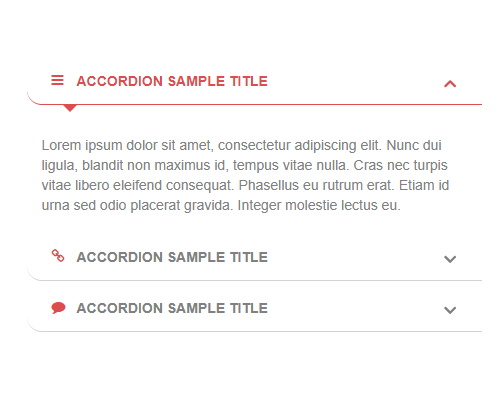 ACCORDION SAMPLE TITLE
Lorem ipsum dolor sit amet, consectetur adipiscing elit. Nunc dui
ligula, blandit non maximus id, tempus vitae nulla. Cras nec turpis
vitae libero eleifend consequat. Phasellus eu rutrum erat. Etiam id
urna sed odio placerat gravida. Integer molestie lectus eu.
ACCORDION SAMPLE TITLE
ACCORDION SAMPLE TITLE